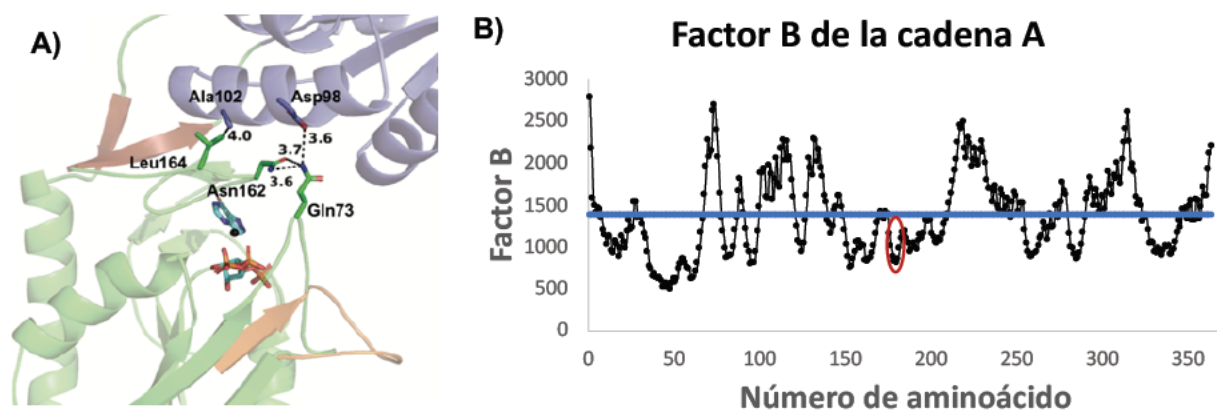 A)
Ala102
Asp98
4.0
3.6
Leu164
3.7
3.6
Asn162
Gln73
B)
Factor B de la cadena A
Factor B
3000
2500
2000
1500
1000
500
0
0 50 100 150 200 250 300 350
Número de aminoácido